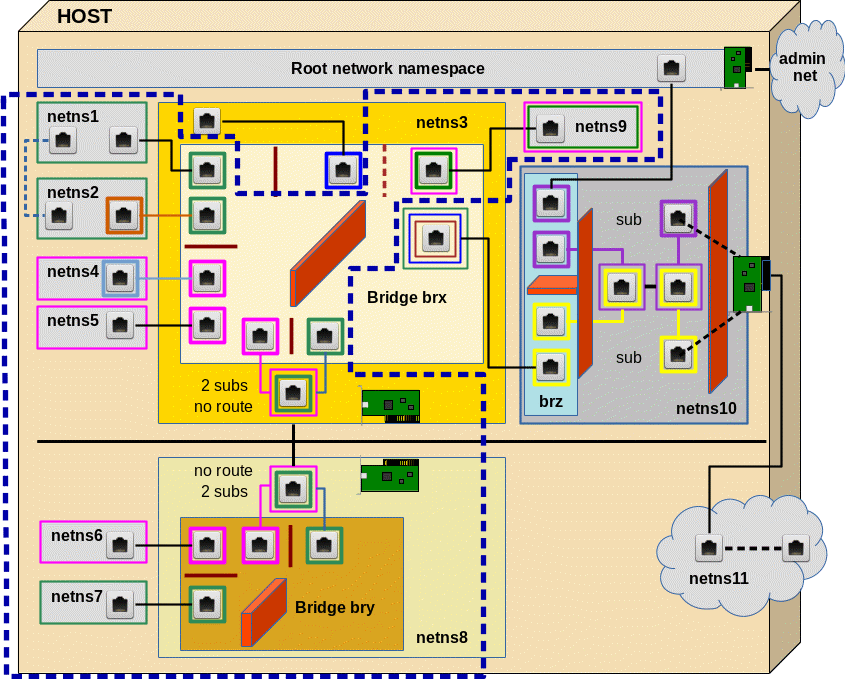 HOST
Root network namespace
admin
net
netns1
netns3
netns9
netns2
sub
netns4
Bridge brx
netns5
sub
2 subs
no route
brz
netns10
no route
2 subs
netns6
netns11
netns7
Bridge bry
netns8